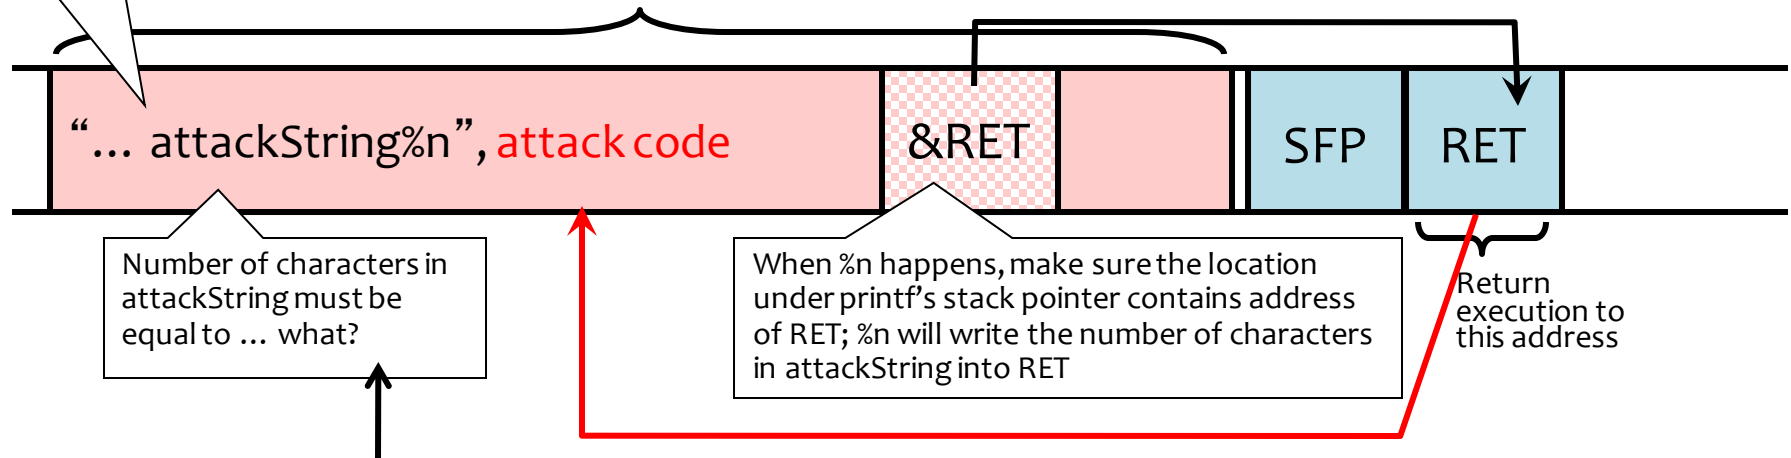 “... attackString%n”, attack code
&RET
SFP
RET
Number of characters in
attackString must be
equal to ... what?
When %n happens, make sure the location
under printf’s stack pointer contains address
of RET; %n will write the number of characters
in attackString into RET
Return
execution to
this address